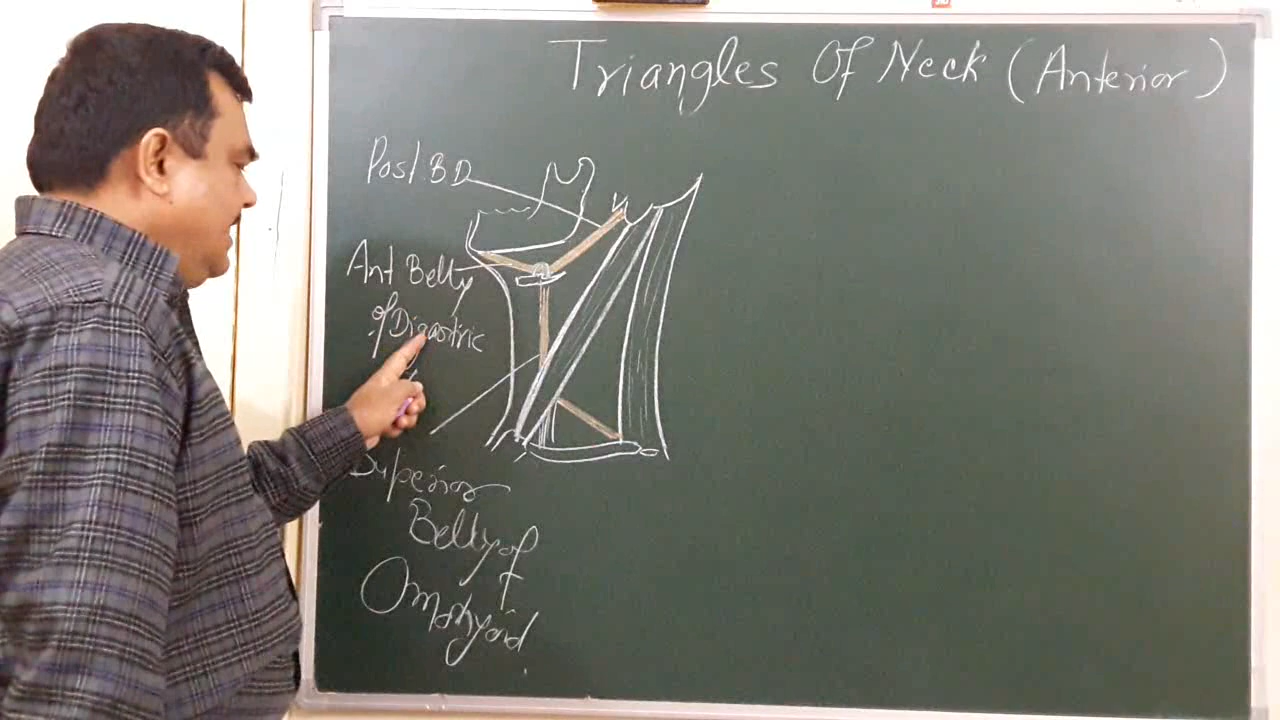 Triangles Of Neck (Anterior)
Post BD
Ant Belly
of Digastric
Superior
Belly of
Omohyoid